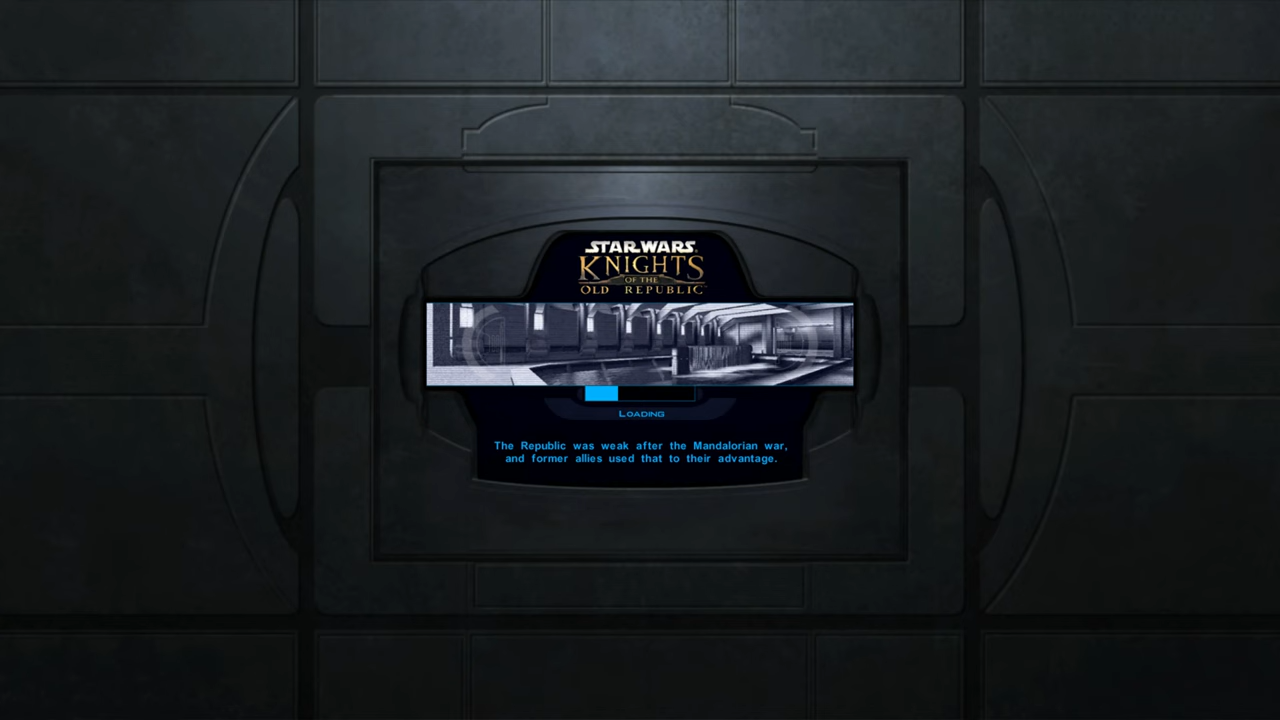 STAR WARS
KNIGHTS
OF THE
OLD REPUBLIC
LOADING
The Republic was weak after the Mandalorian war,
and former allies used that to their advantage.